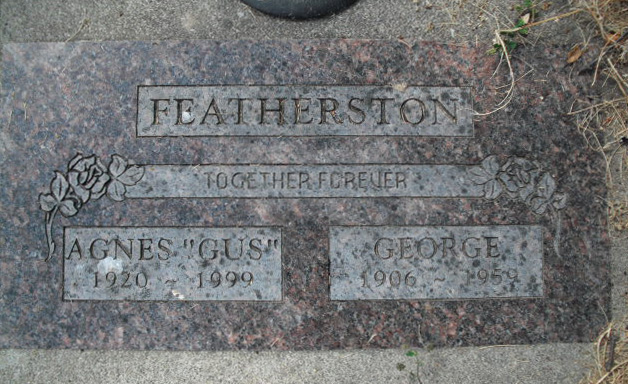 FEATHERSTON
TOGETHER FOREVER
AGNES "GUS"
1920 ~ 1999
GEORGE
1906 ~ 1959